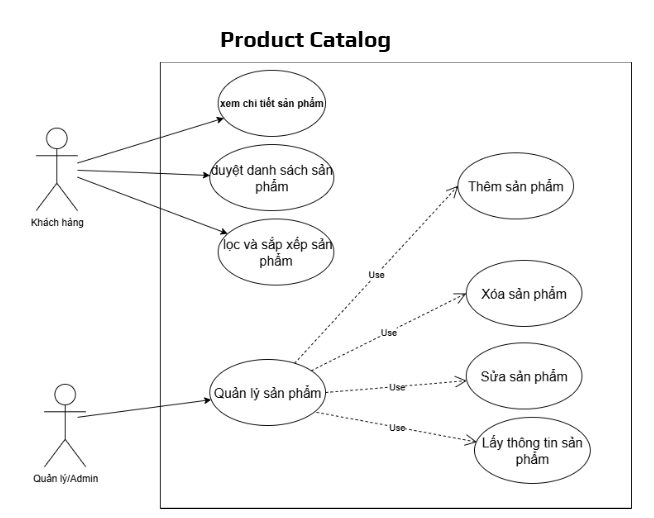 Product Catalog
xem chi tiết sản phẩm
duyệt danh sách sản
phẩm
lọc và sắp xếp sản
phẩm
Khách hàng
Thêm sản phẩm
Use
Xóa sản phẩm
Use
Sửa sản phẩm
Use
Quản lý sản phẩm
Use
Lấy thông tin sản
phẩm
Quản lý/Admin